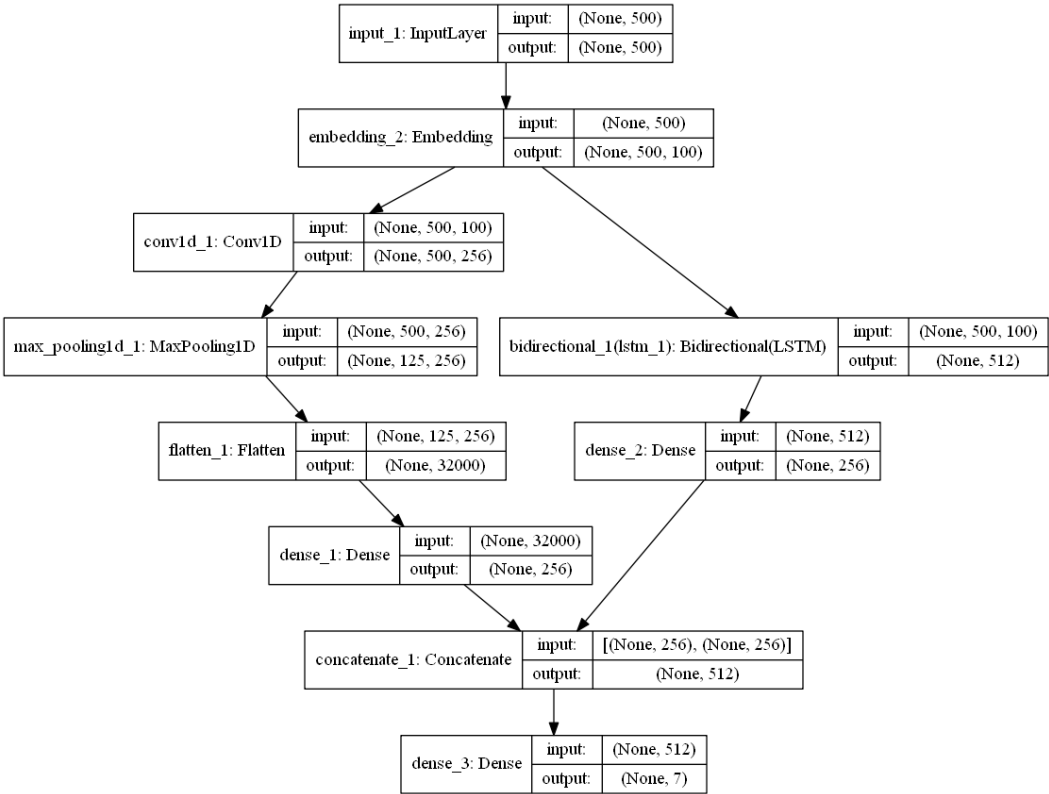 input_1: InputLayer
input: (None, 500)
output: (None, 500)
embedding_2: Embedding
input: (None, 500)
output: (None, 500, 100)
conv1d_1: Conv1D
input: (None, 500, 100)
output: (None, 500, 256)
max_pooling1d_1: MaxPooling1D
input: (None, 500, 256)
output: (None, 125, 256)
bidirectional_1(lstm_1): Bidirectional(LSTM)
input: (None, 500, 100)
output: (None, 512)
flatten_1: Flatten
input: (None, 125, 256)
output: (None, 32000)
dense_2: Dense
input: (None, 512)
output: (None, 256)
dense_1: Dense
input: (None, 32000)
output: (None, 256)
concatenate_1: Concatenate
input: [(None, 256), (None, 256)]
output: (None, 512)
dense_3: Dense
input: (None, 512)
output: (None, 7)